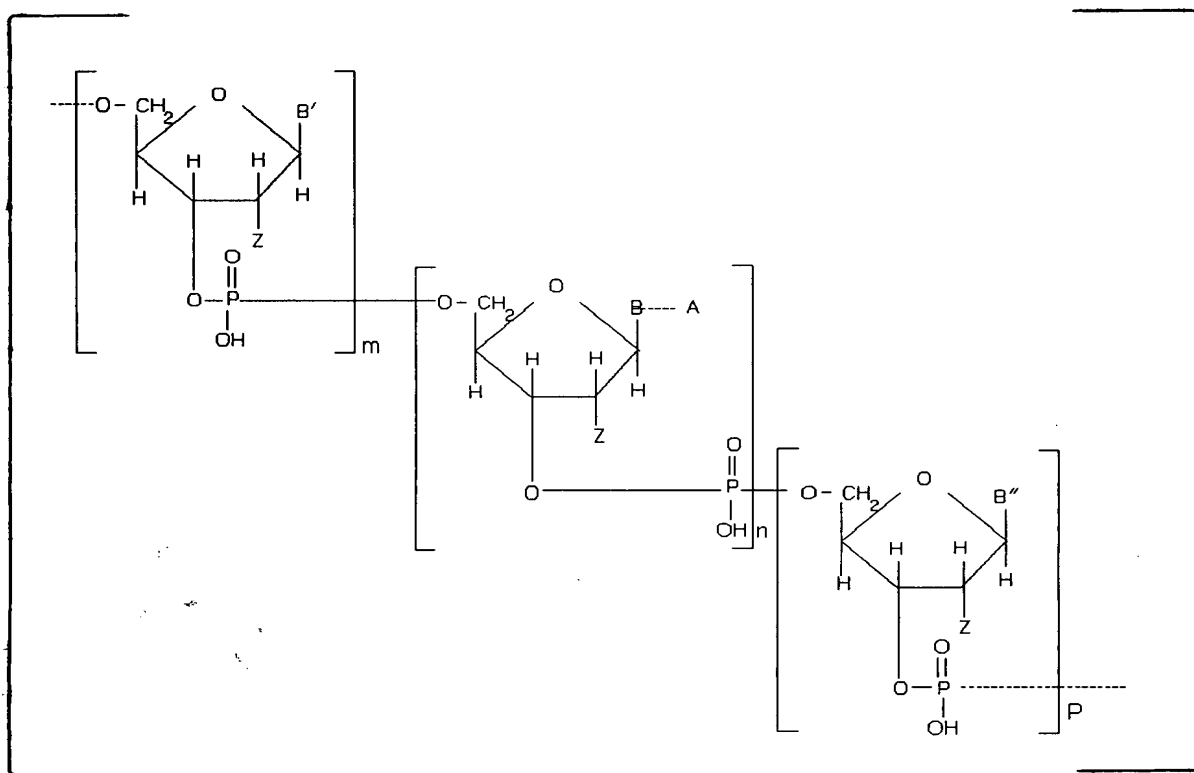 O CH₂ O B′
H H H
H
Z
O
O P
OH m
O CH₂ O B A
H H H
H
Z
O
O P
OH n
O CH₂ O B″
H H H
H
Z
O
O P
OH P